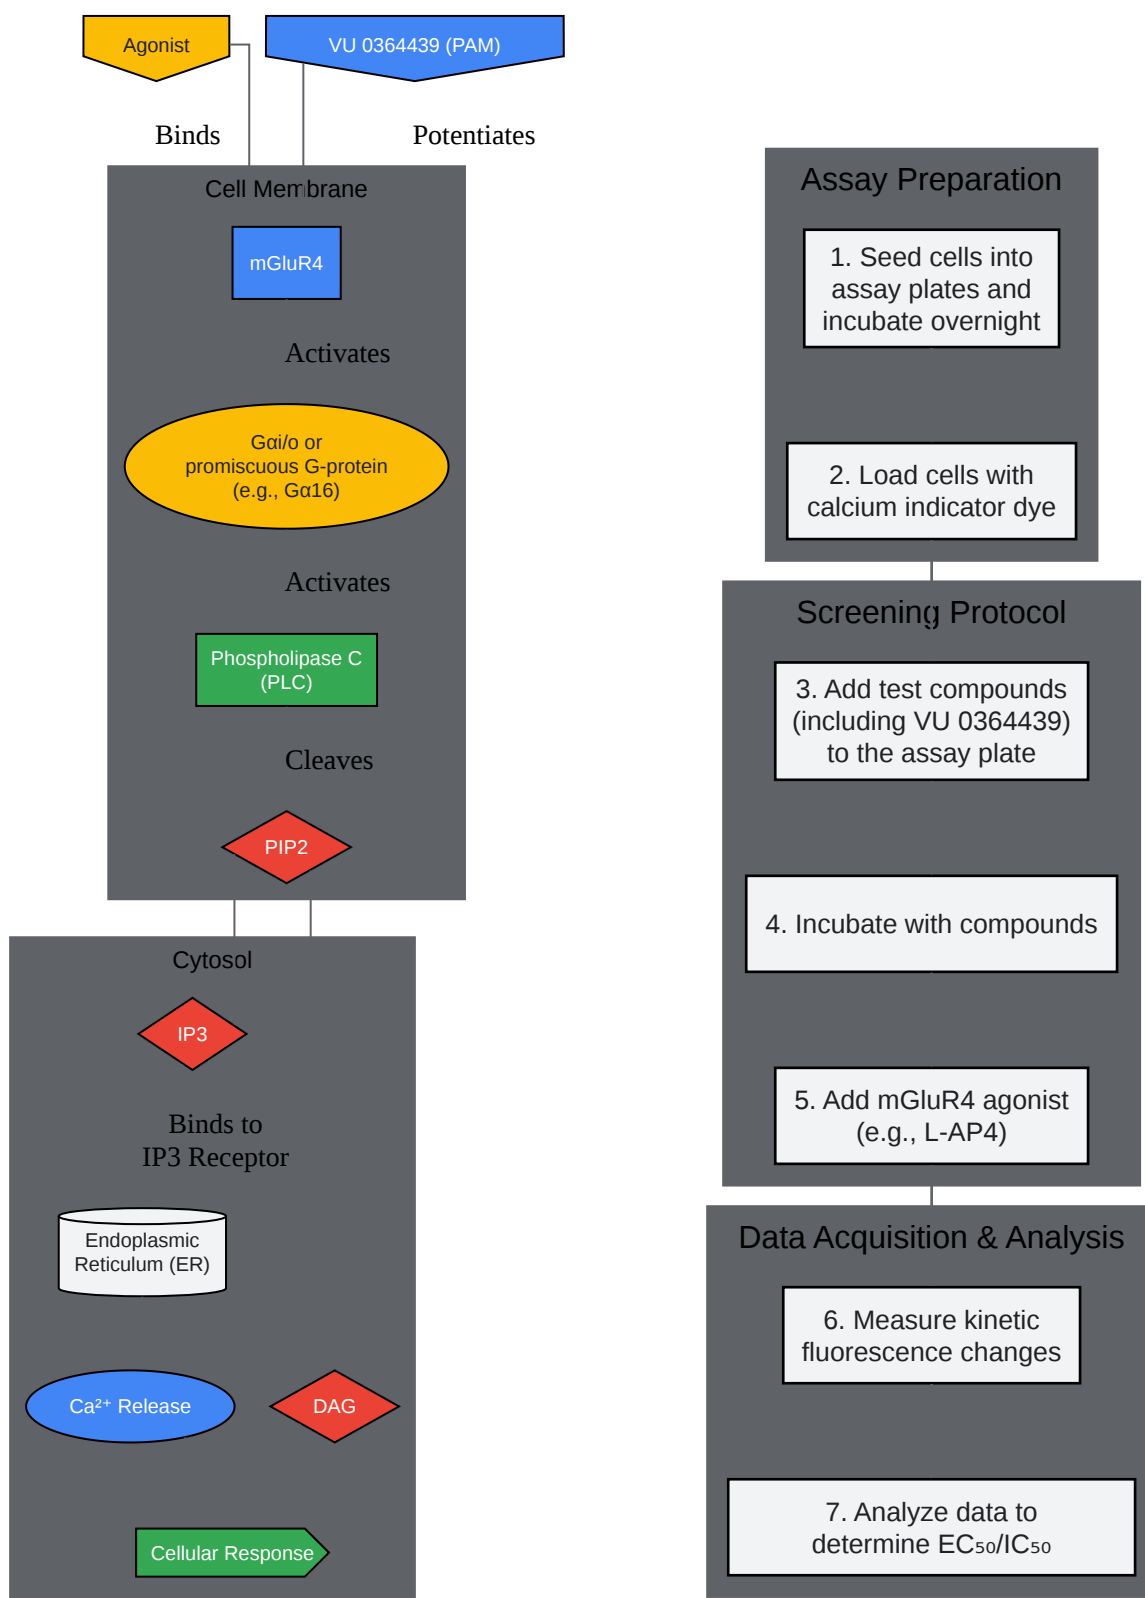 Agonist
VU 0364439 (PAM)
Binds
Potentiates
Cell Membrane
mGluR4
Activates
Gαi/o or
promiscuous G-protein
(e.g., Gα16)
Activates
Phospholipase C
(PLC)
Cleaves
PIP2
Cytosol
IP3
Binds to
IP3 Receptor
Endoplasmic
Reticulum (ER)
Ca²⁺ Release
DAG
Cellular Response
Assay Preparation
1. Seed cells into
assay plates and
incubate overnight
2. Load cells with
calcium indicator dye
Screening Protocol
3. Add test compounds
(including VU 0364439)
to the assay plate
4. Incubate with compounds
5. Add mGluR4 agonist
(e.g., L-AP4)
Data Acquisition & Analysis
6. Measure kinetic
fluorescence changes
7. Analyze data to
determine EC₅₀/IC₅₀